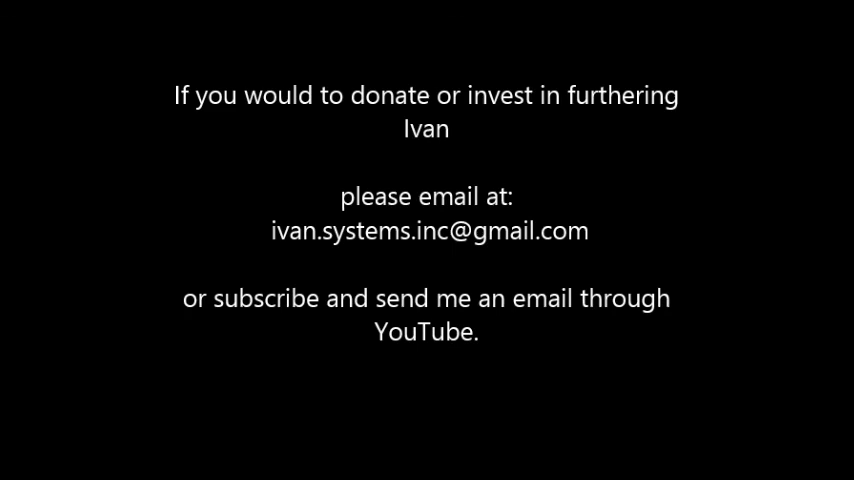 If you would to donate or invest in furthering
Ivan
please email at:
ivan.systems.inc@gmail.com
or subscribe and send me an email through
YouTube.